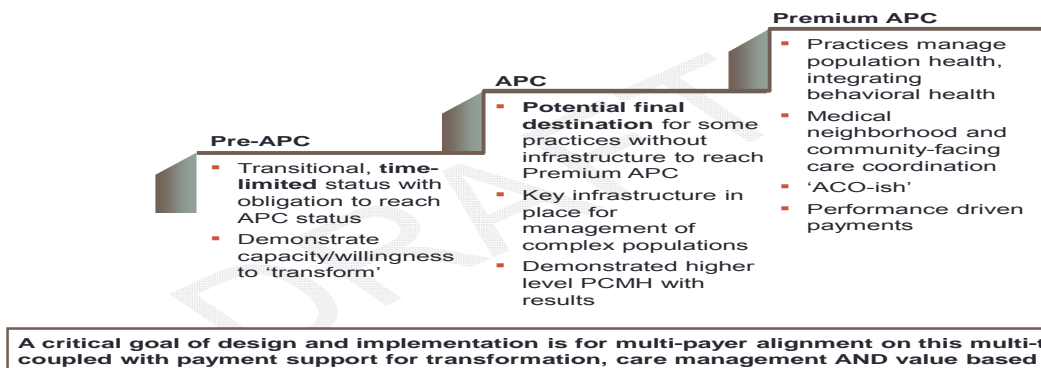 Premium APC
▪ Practices manage
population health,
integrating
behavioral health
▪ Medical
neighborhood and
community-facing
care coordination
▪ ‘ACO-ish’
▪ Performance driven
payments
APC
▪ Potential final
destination for some
practices without
infrastructure to reach
Premium APC
▪ Key infrastructure in
place for
management of
complex populations
▪ Demonstrated higher
level PCMH with
results
Pre-APC
▪ Transitional, time-
limited status with
obligation to reach
APC status
▪ Demonstrate
capacity/willingness
to ‘transform’
DRAFT
A critical goal of design and implementation is for multi-payer alignment on this multi-t
coupled with payment support for transformation, care management AND value based